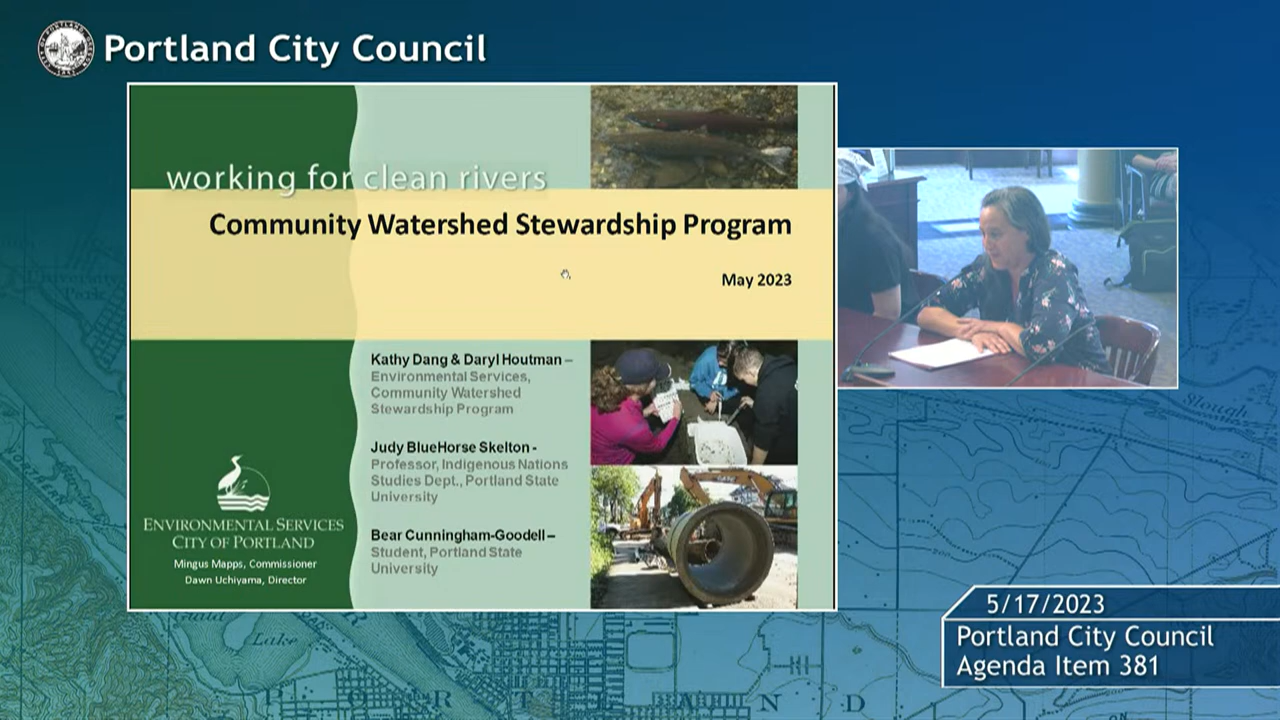 Portland City Council
working for clean rivers
Community Watershed Stewardship Program
May 2023
Kathy Dang & Daryl Houtman –
Environmental Services,
Community Watershed
Stewardship Program
Judy BlueHorse Skelton -
Professor, Indigenous Nations
Studies Dept., Portland State
University
Bear Cunningham-Goodell –
Student, Portland State
University
ENVIRONMENTAL SERVICES
CITY OF PORTLAND
Mingus Mapps, Commissioner
Dawn Uchiyama, Director
5/17/2023
Portland City Council
Agenda Item 381
Slough
Guild
Lake
P O R T L A N D